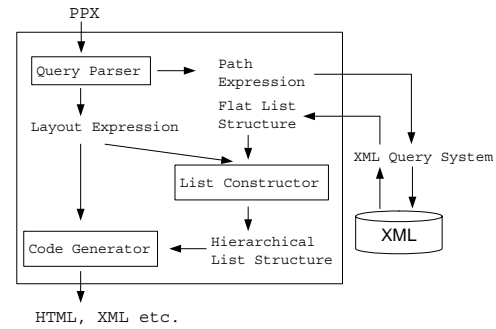 PPX
Query Parser
Path
Expression
Flat List
Structure
Layout Expression
XML Query System
List Constructor
XML
Code Generator
Hierarchical
List Structure
HTML, XML etc.